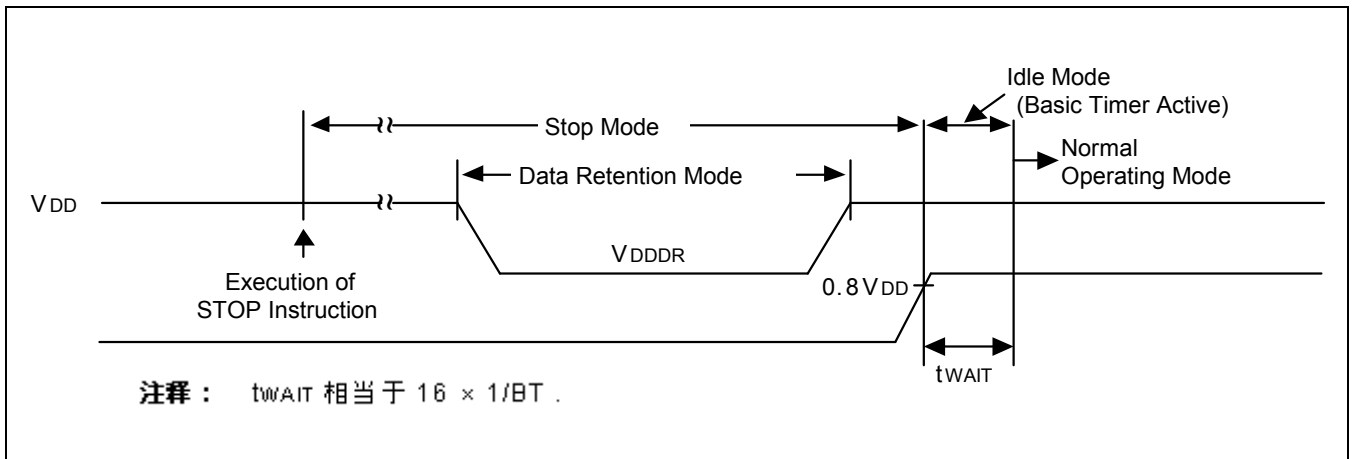 Idle Mode
(Basic Timer Active)
Stop Mode
Normal
Operating Mode
Data Retention Mode
VDD
VDDDR
Execution of
STOP Instruction
0.8VDD
tWAIT
注释： tWAIT 相当于 16 × 1/BT .